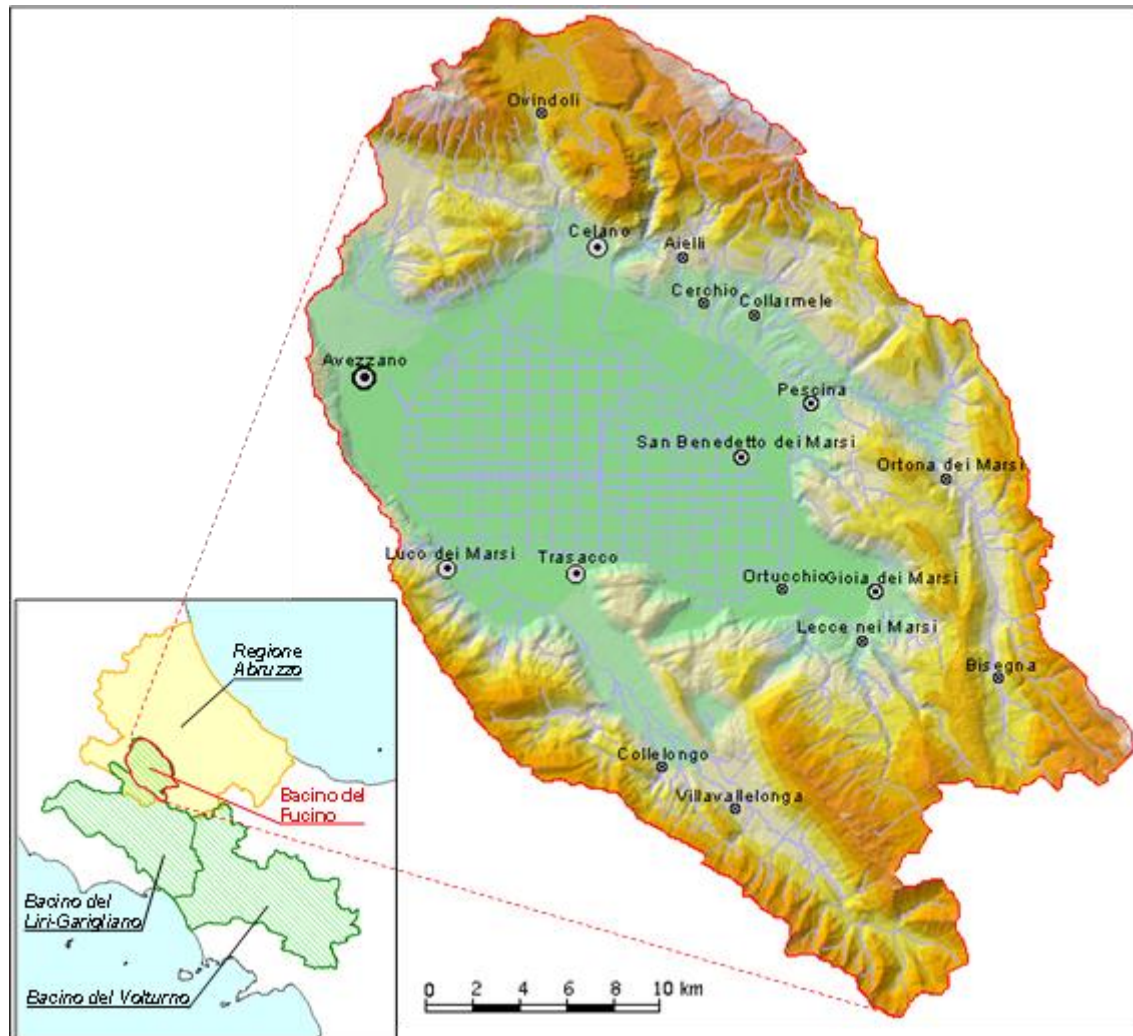 Ovindoli
Celano
Aielli
Cerchio
Collarmele
Avezzano
Pescina
San Benedetto dei Marsi
Ortona dei Marsi
Luco dei Marsi
Trasacco
Ortucchio
Gioia dei Marsi
Lecce nei Marsi
Bisegna
Collelongo
Villavallelonga
Regione
Abruzzo
Bacino del
Fucino
Bacino del
Liri-Garigliano
Bacino del Volturno
0 2 4 6 8 10 km